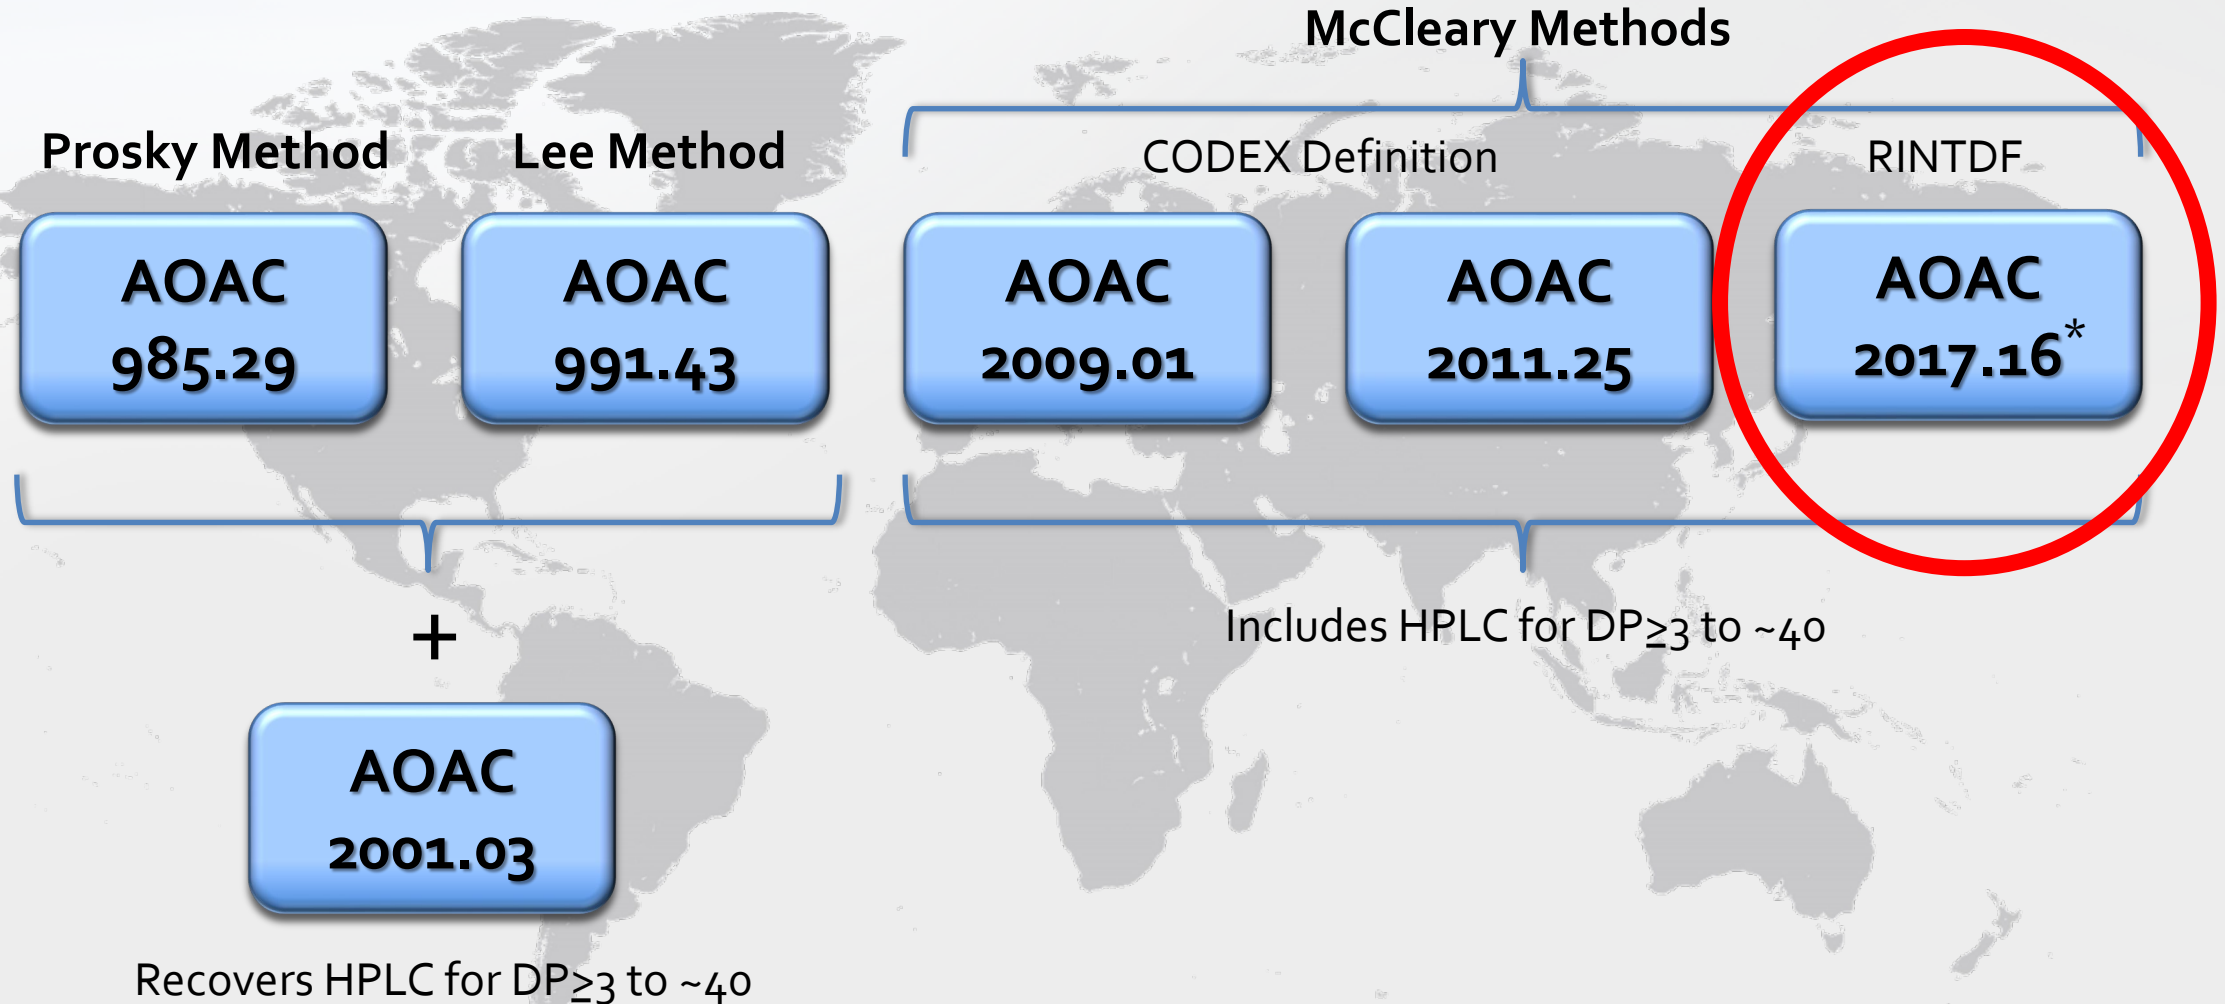 McCleary Methods
Prosky Method
Lee Method
CODEX Definition
RINTDF
AOAC
985.29
AOAC
991.43
AOAC
2009.01
AOAC
2011.25
AOAC
2017.16*
+
Includes HPLC for DP≥3 to ~40
AOAC
2001.03
Recovers HPLC for DP≥3 to ~40